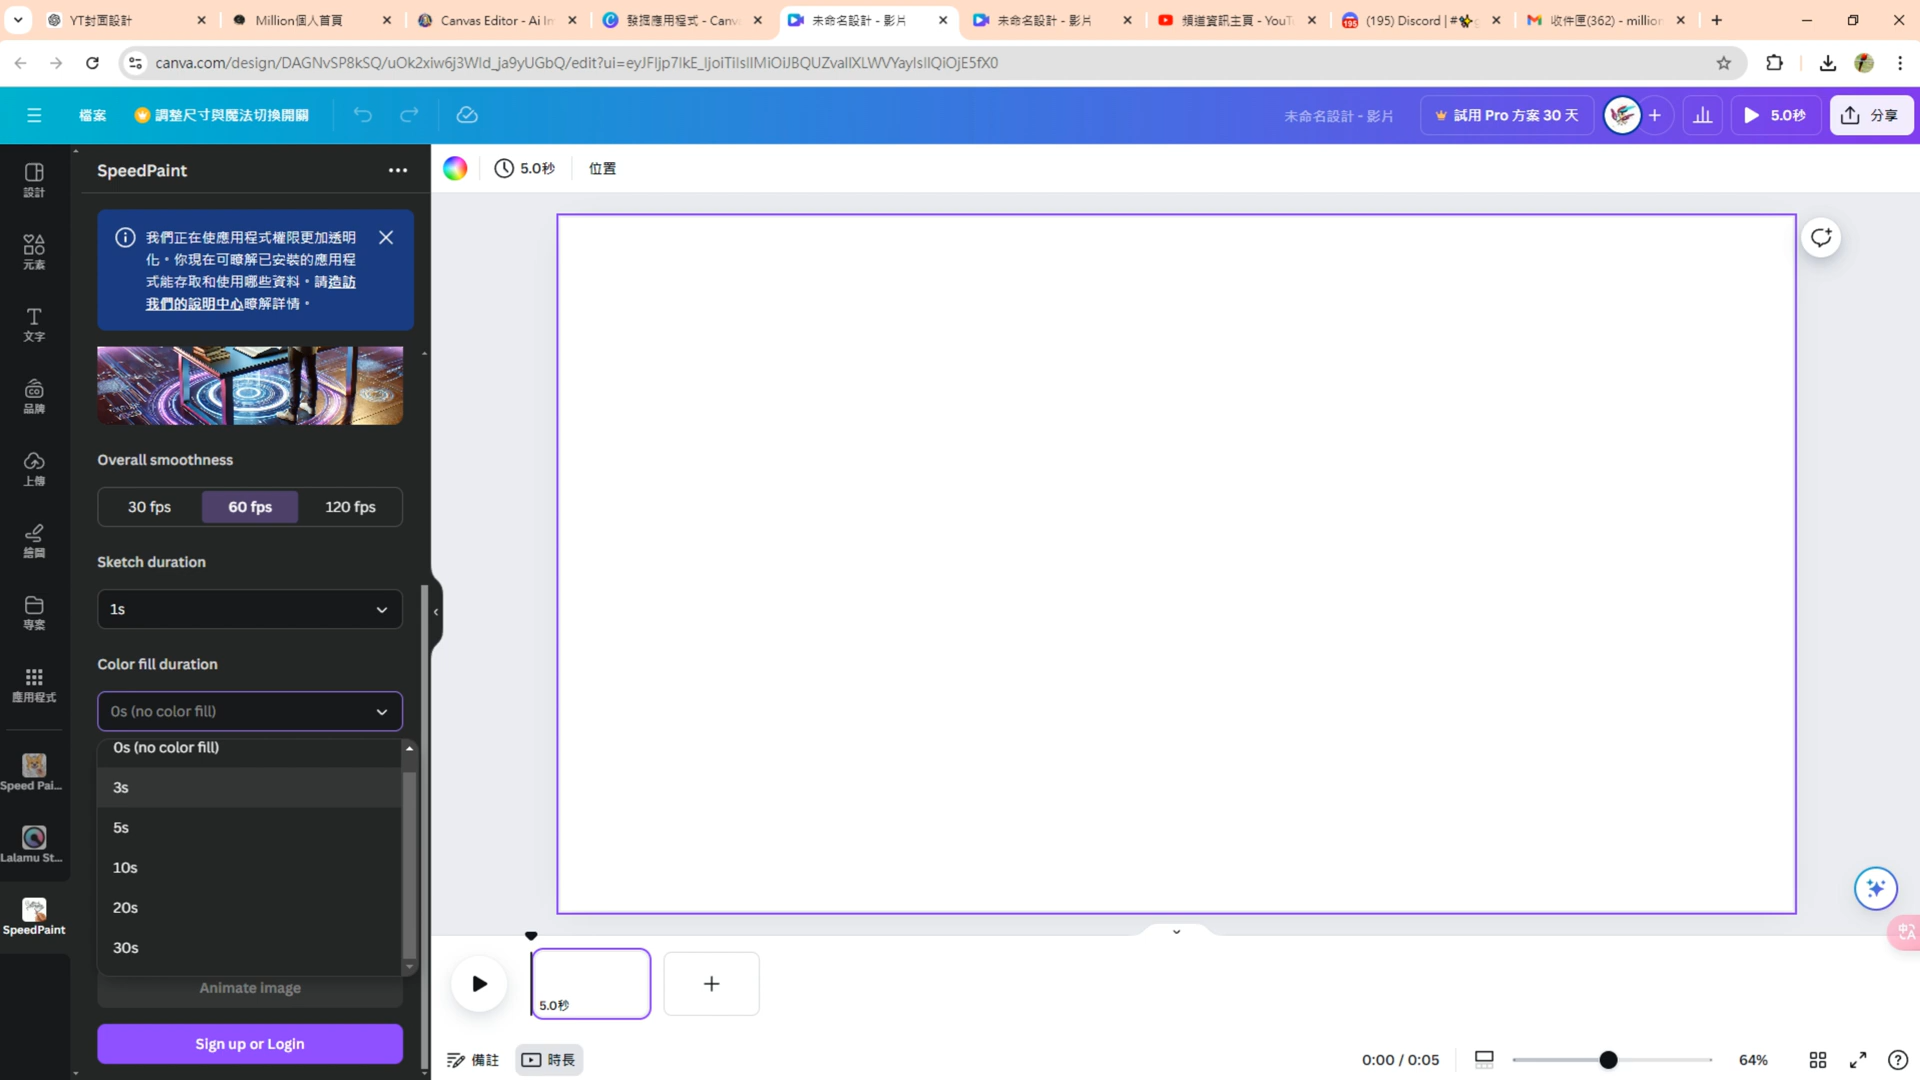 YT封面設計
Million個人首頁
Canvas Editor - Ai Im
發掘應用程式 - Canv
未命名設計 - 影片
未命名設計 - 影片
頻道資訊主頁 - YouT
(195) Discord | #
收件匣(362) - million
檔案
調整尺寸與魔法切換開關
未命名設計 - 影片
試用 Pro 方案 30 天
5.0秒
分享
設計
元素
文字
品牌
上傳
繪圖
專案
應用程式
Speed Pai...
Lalamu St...
SpeedPaint
SpeedPaint
我們正在使應用程式權限更加透明
化。你現在可瞭解已安裝的應用程
式能存取和使用哪些資料。請造訪
我們的說明中心瞭解詳情。
Overall smoothness
30 fps
60 fps
120 fps
Sketch duration
1s
Color fill duration
0s (no color fill)
0s (no color fill)
3s
5s
10s
20s
30s
Animate image
Sign up or Login
5.0秒
位置
5.0秒
備註
時長
0:00 / 0:05
64%